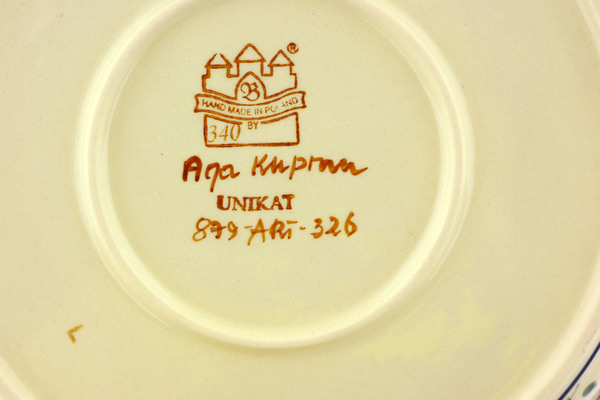 ®
B
HAND MADE IN POLAND
BY
340
Aga
UNIKAT
899-ART-326